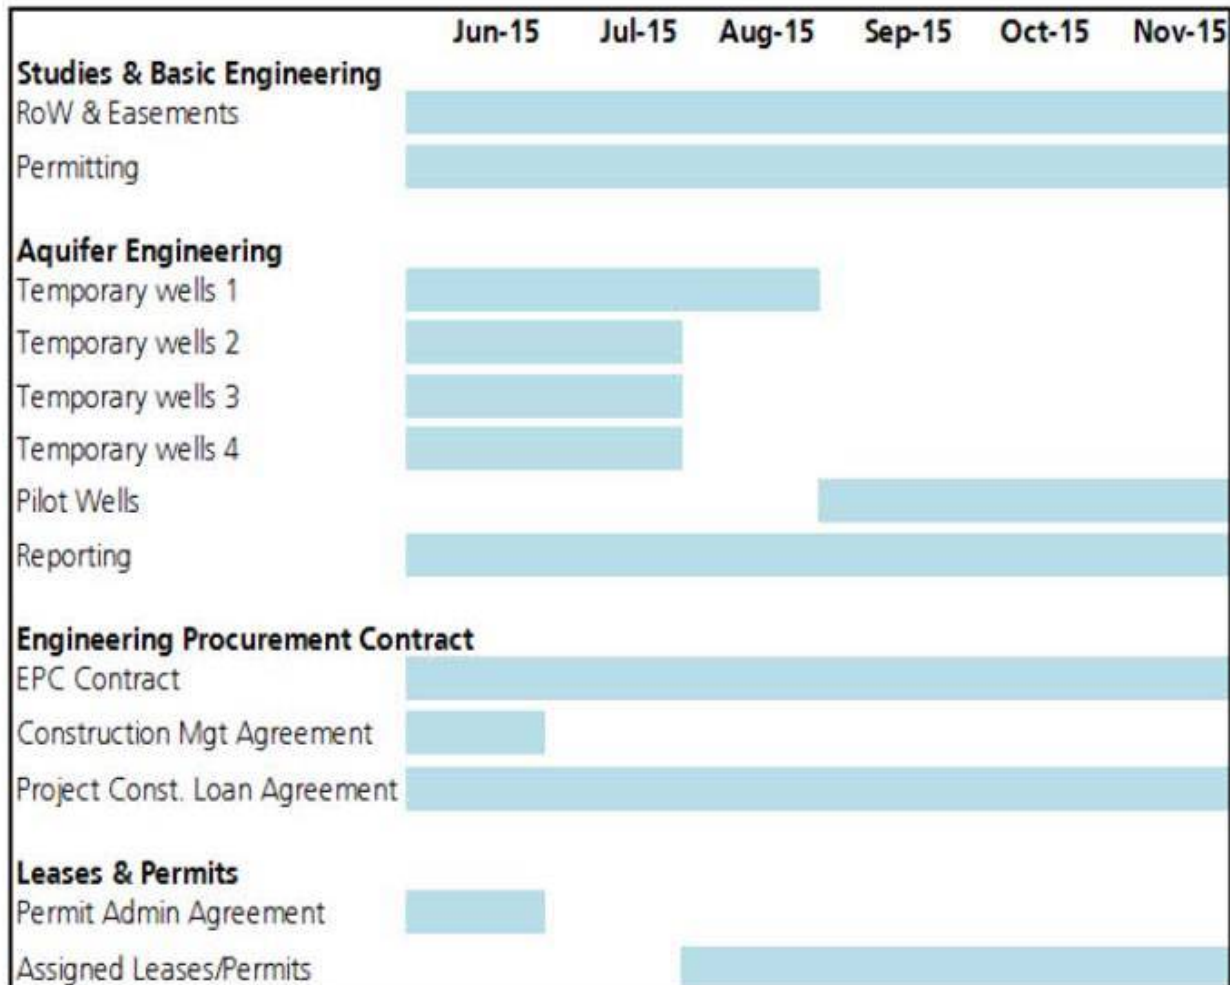 Jun-15 Jul-15 Aug-15 Sep-15 Oct-15 Nov-15
Studies & Basic Engineering
RoW & Easements
Permitting
Aquifer Engineering
Temporary wells 1
Temporary wells 2
Temporary wells 3
Temporary wells 4
Pilot Wells
Reporting
Engineering Procurement Contract
EPC Contract
Construction Mgt Agreement
Project Const. Loan Agreement
Leases & Permits
Permit Admin Agreement
Assigned Leases/Permits